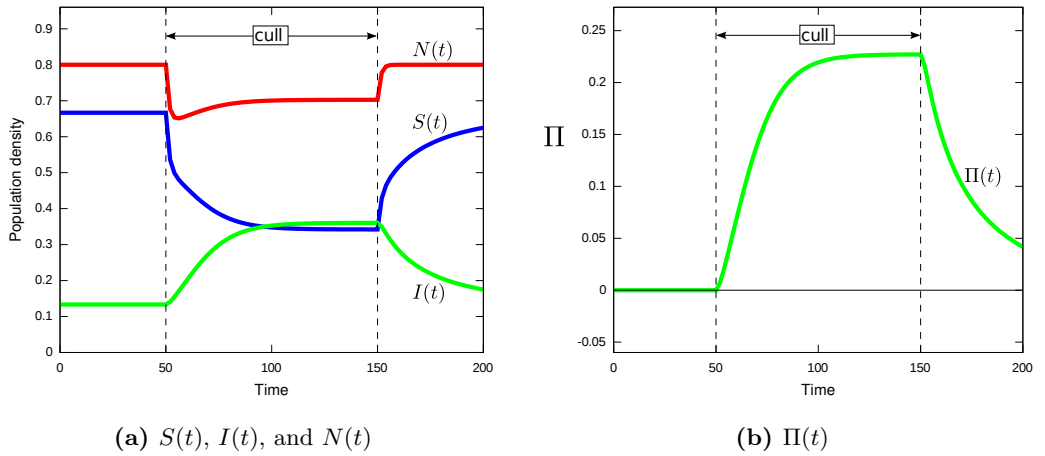 cull
N(t)
S(t)
I(t)
Population density
0.8
0.7
0.6
0.5
0.4
0.3
0.2
0.1
0
0
50
100
150
200
Time
(a) S(t), I(t), and N(t)
cull
Π
Π(t)
0.25
0.2
0.15
0.1
0.05
0
-0.05
0
50
100
150
200
Time
(b) Π(t)